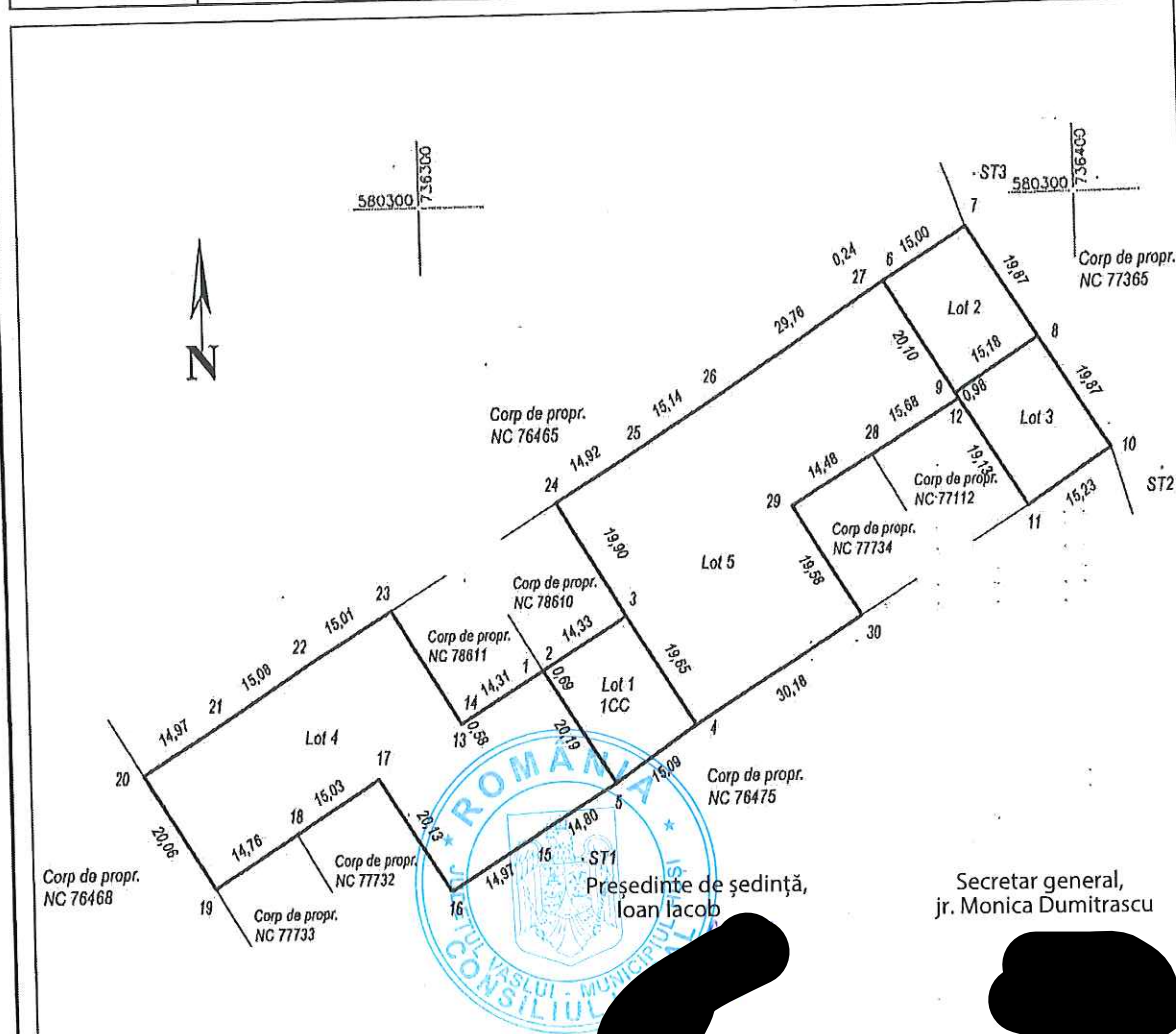 736300
580300
736400
580300
ST3
7
N
0,24
6
15,00
27
19,87
Corp de propr.
NC 77365
29,76
Lot 2
20,10
15,18
8
26
9
0,98
19,87
Corp de propr.
NC 76465
15,14
15,68
12
Lot 3
25
28
10
14,92
14,48
19,13
24
Corp de propr.
NC 77112
ST2
29
15,23
11
Corp de propr.
NC 77734
19,90
Lot 5
19,58
Corp de propr.
NC 78610
23
3
15,01
14,33
30
22
Corp de propr.
NC 78611
2
1
19,65
15,08
14,31
0,69
Lot 1
1CC
30,18
21
14
14,97
0,58
13
4
Lot 4
20,19
17
20
15,09
Corp de propr.
NC 76475
15,03
5
18
20,13
14,80
20,06
14,76
15
ST1
Corp de propr.
NC 77732
14,97
Corp de propr.
NC 76468
16
19
Corp de propr.
NC 77733
ROMÂNIA
JUDEȚUL VASLUI - MUNICIPIUL HUȘI
CONSILIUL
Președinte de ședință,
Ioan Iacob
Secretar general,
jr. Monica Dumitrascu